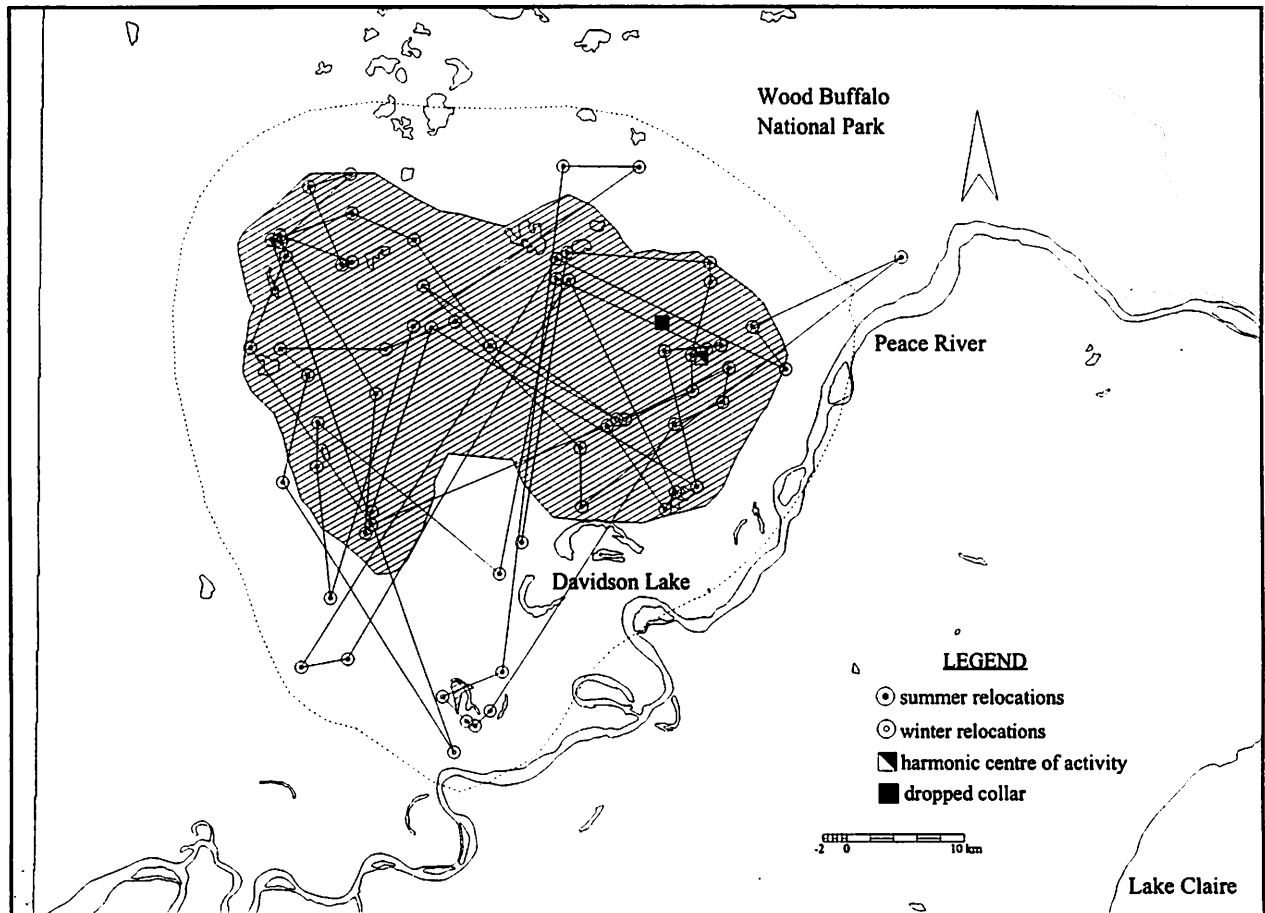 Wood Buffalo
National Park
Peace River
Davidson Lake
LEGEND
summer relocations
winter relocations
harmonic centre of activity
dropped collar
-2 0 10 km
Lake Claire